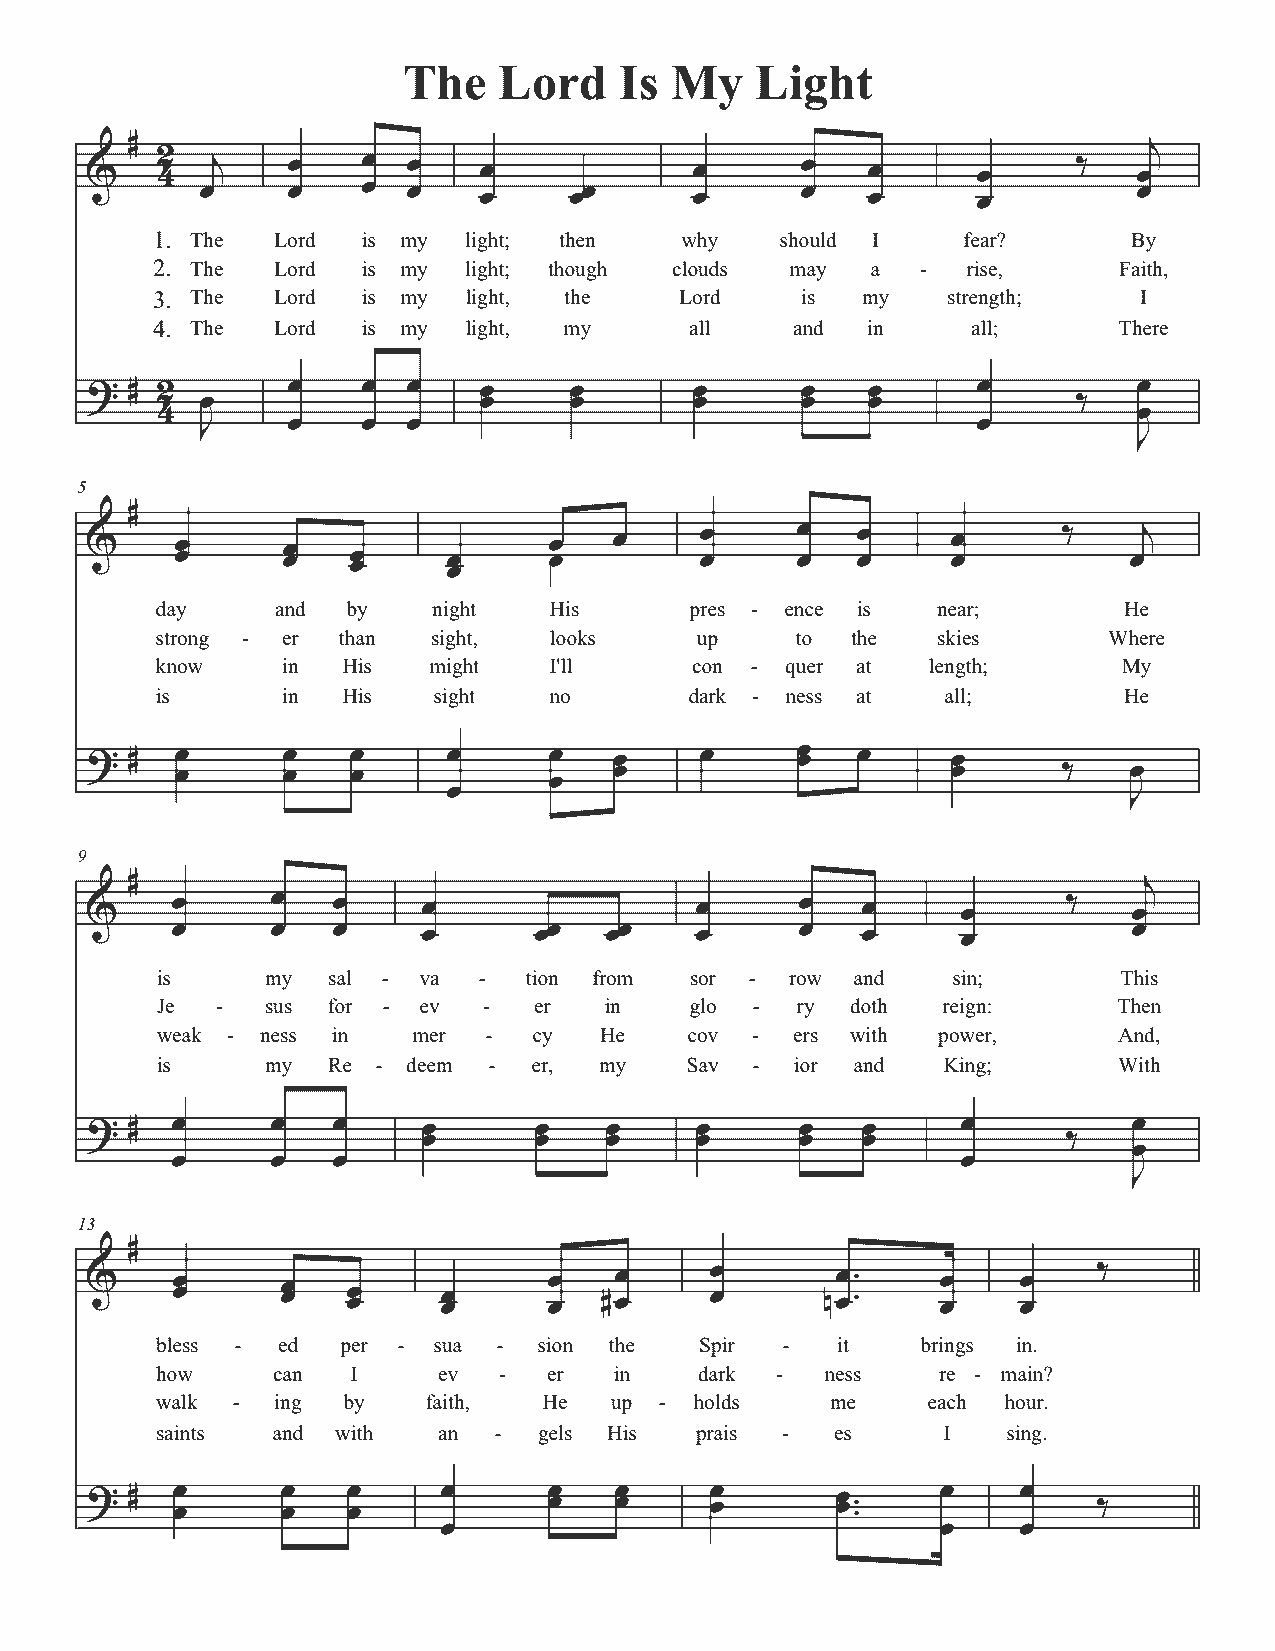 The Lord Is My Light
1. The Lord is my light; then why should I fear? By
2. The Lord is my light; though clouds may a - rise, Faith,
3. The Lord is my light, the Lord is my strength; I
4. The Lord is my light, my all and in all; There
5
day and by night His pres - ence is near; He
strong - er than sight, looks up to the skies Where
know in His might I'll con - quer at length; My
is in His sight no dark - ness at all; He
9
is my sal - va - tion from sor - row and sin; This
Je - sus for - ev - er in glo - ry doth reign: Then
weak - ness in mer - cy He cov - ers with power, And,
is my Re - deem - er, my Sav - ior and King; With
13
bless - ed per - sua - sion the Spir - it brings in.
how can I ev - er in dark - ness re - main?
walk - ing by faith, He up - holds me each hour.
saints and with an - gels His prais - es I sing.